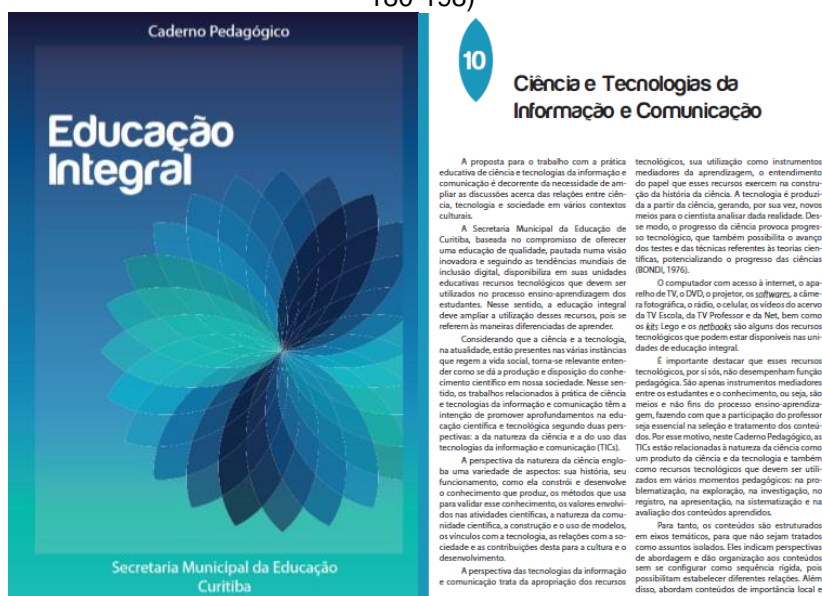 Caderno Pedagógico
Educação
Integral
Secretaria Municipal da Educação
Curitiba
10
Ciência e Tecnologias da
Informação e Comunicação
A proposta para o trabalho com a prática
educativa de ciência e tecnologias da informação e
comunicação é decorrente da necessidade de am-
pliar as discussões acerca das relações entre ciên-
cia, tecnologia e sociedade em vários contextos
culturais.
A Secretaria Municipal da Educação de
Curitiba, baseada no compromisso de oferecer
uma educação de qualidade, pautada numa visão
inovadora e seguindo as tendências mundiais de
inclusão digital, disponibiliza em suas unidades
educativas recursos tecnológicos que devem ser
utilizados no processo ensino-aprendizagem dos
estudantes. Nesse sentido, a educação integral
deve ampliar a utilização desses recursos, pois se
referem às maneiras diferenciadas de aprender.
Considerando que a ciência e a tecnologia,
na atualidade, estão presentes nas várias instâncias
que regem a vida social, torna-se relevante enten-
der como se dá a produção e disposição do conhe-
cimento científico em nossa sociedade. Nesse sen-
tido, os trabalhos relacionados à prática de ciência
e tecnologias da informação e comunicação têm a
intenção de promover aprofundamentos na edu-
cação científica e tecnológica segundo duas pers-
pectivas: a da natureza da ciência e a do uso das
tecnologias da informação e comunicação (TICs).
A perspectiva da natureza da ciência englo-
ba uma variedade de aspectos: sua história, seu
funcionamento, como ela constrói e desenvolve
o conhecimento que produz, os métodos que usa
para validar esse conhecimento, os valores envolvi-
dos nas atividades científicas, a natureza da comu-
nidade científica, a construção e o uso de modelos,
os vínculos com a tecnologia, as relações com a so-
ciedade e as contribuições desta para a cultura e o
desenvolvimento.
A perspectiva das tecnologias da informação
e comunicação trata da apropriação dos recursos
tecnológicos, sua utilização como instrumentos
mediadores da aprendizagem, o entendimento
do papel que esses recursos exercem na constru-
ção da história da ciência. A tecnologia é produzi-
da a partir da ciência, gerando, por sua vez, novos
meios para o cientista analisar dada realidade. Des-
se modo, o progresso da ciência provoca progres-
so tecnológico, que também possibilita o avanço
dos testes e das técnicas referentes às teorias cien-
tíficas, potencializando o progresso das ciências
(BONDI, 1976).
O computador com acesso à internet, o apa-
relho de TV, o DVD, o projetor, os softwares, a câme-
ra fotográfica, o rádio, o celular, os vídeos do acervo
da TV Escola, da TV Professor e da Net, bem como
os kits Lego e os netbooks são alguns dos recursos
tecnológicos que podem estar disponíveis nas uni-
dades de educação integral.
É importante destacar que esses recursos
tecnológicos, por si sós, não desempenham função
pedagógica. São apenas instrumentos mediadores
entre os estudantes e o conhecimento, ou seja, são
meios e não fins do processo ensino-aprendiza-
gem, fazendo com que a participação do professor
seja essencial na seleção e tratamento dos conteú-
dos. Por esse motivo, neste Caderno Pedagógico, as
TICs estão relacionadas à natureza da ciência como
um produto da ciência e da tecnologia e também
como recursos tecnológicos que devem ser utili-
zados em vários momentos pedagógicos: na pro-
blematização, na exploração, na investigação, no
registro, na apresentação, na sistematização e na
avaliação dos conteúdos aprendidos.
Para tanto, os conteúdos são estruturados
em eixos temáticos, para que não sejam tratados
como assuntos isolados. Eles indicam perspectivas
de abordagem e dão organização aos conteúdos
sem se configurar como sequência rígida, pois
possibilitam estabelecer diferentes relações. Além
disso, abordam conteúdos de importância local e